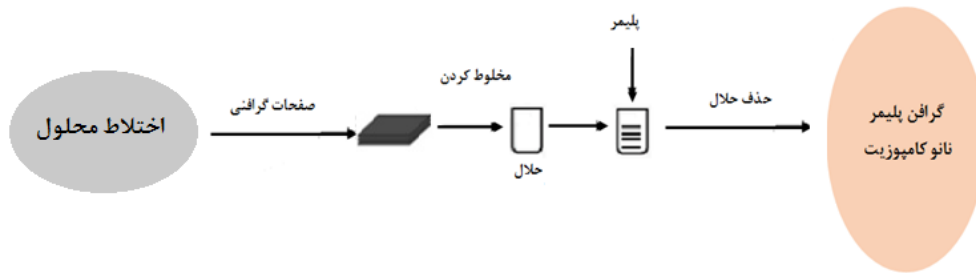 اختلاط محلول
صفحات گرافنی
مخلوط کردن
حلال
پلیمر
حذف حلال
گرافن پلیمر
نانو کامپوزیت